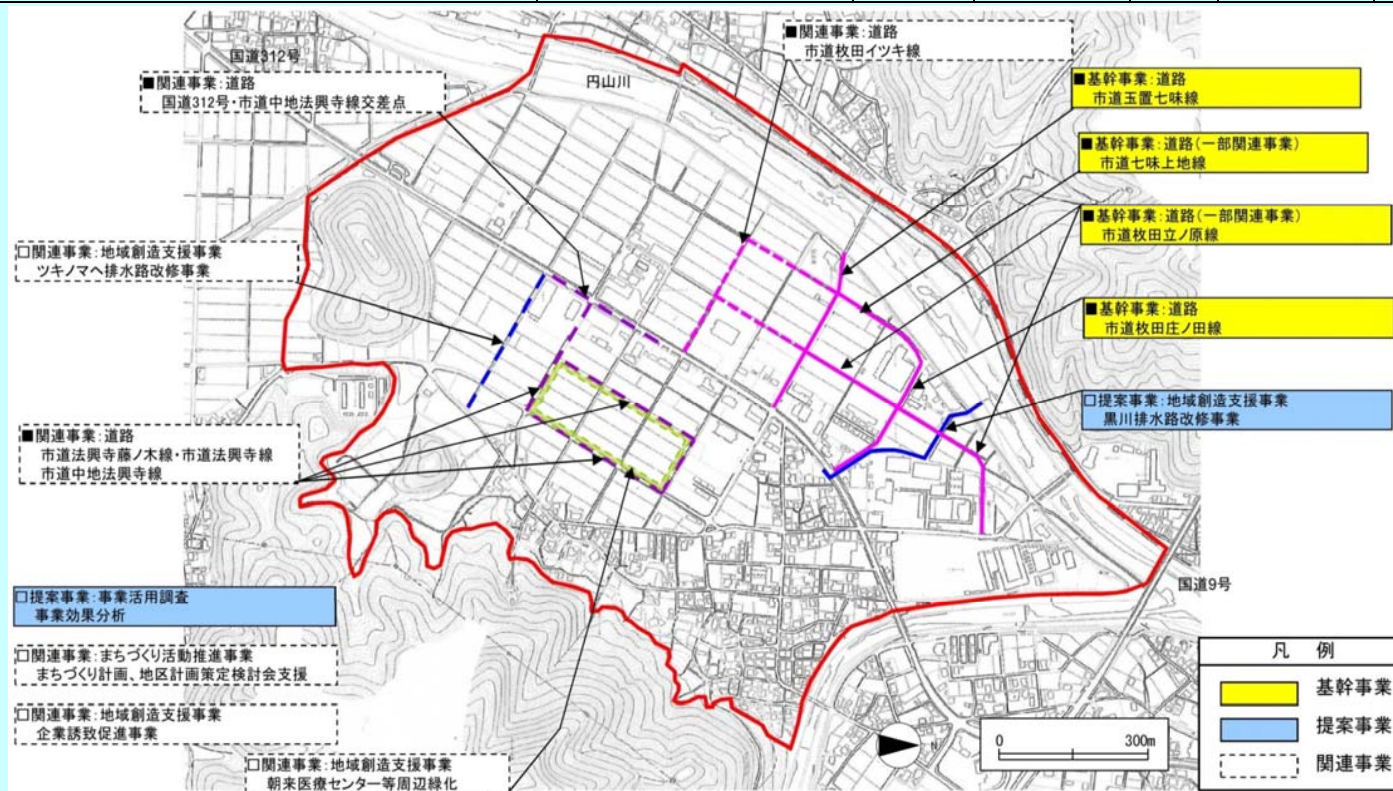 ■関連事業:道路
市道枚田イツキ線
国道312号
■関連事業:道路
国道312号・市道中地法興寺線交差点
円山川
■基幹事業:道路
市道玉置七味線
■基幹事業:道路(一部関連事業)
市道七味上地線
■基幹事業:道路(一部関連事業)
市道枚田立ノ原線
□関連事業:地域創造支援事業
ツキノマヘ排水路改修事業
■基幹事業:道路
市道枚田庄ノ田線
□提案事業:地域創造支援事業
黒川排水路改修事業
■関連事業:道路
市道法興寺藤ノ木線・市道法興寺線
市道中地法興寺線
国道9号
□提案事業:事業活用調査
事業効果分析
□関連事業:まちづくり活動推進事業
まちづくり計画、地区計画策定検討会支援
□関連事業:地域創造支援事業
企業誘致促進事業
□関連事業:地域創造支援事業
朝来医療センター等周辺緑化
N
0 300m
凡 例
基幹事業
提案事業
関連事業